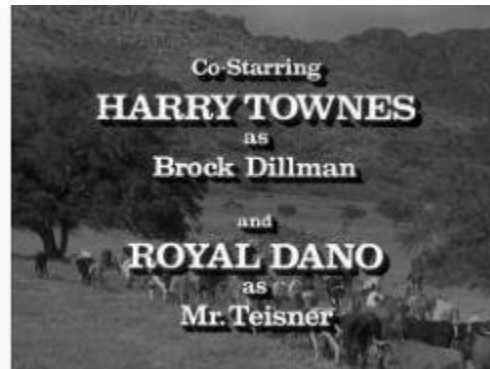 Co-Starring
HARRY TOWNES
as
Brock Dillman
and
ROYAL DANO
as
Mr. Teisner